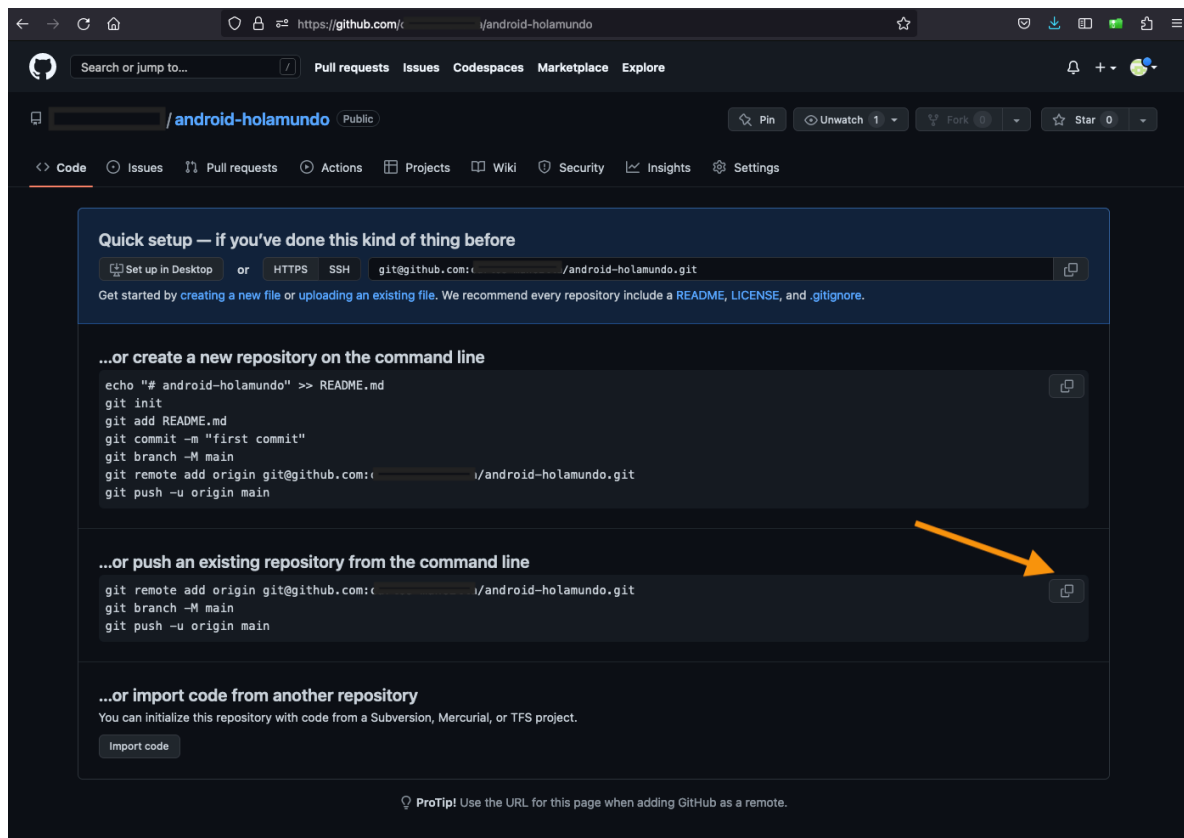 https://github.com/ /android-holamundo
Search or jump to... / Pull requests Issues Codespaces Marketplace Explore
/ android-holamundo Public Pin Unwatch 1 Fork 0 Star 0
Code Issues Pull requests Actions Projects Wiki Security Insights Settings
Quick setup — if you've done this kind of thing before
Set up in Desktop or HTTPS SSH git@github.com: /android-holamundo.git
Get started by creating a new file or uploading an existing file. We recommend every repository include a README, LICENSE, and .gitignore.
...or create a new repository on the command line
echo "# android-holamundo" >> README.md
git init
git add README.md
git commit -m "first commit"
git branch -M main
git remote add origin git@github.com: /android-holamundo.git
git push -u origin main
...or push an existing repository from the command line
git remote add origin git@github.com: /android-holamundo.git
git branch -M main
git push -u origin main
...or import code from another repository
You can initialize this repository with code from a Subversion, Mercurial, or TFS project.
Import code
ProTip! Use the URL for this page when adding GitHub as a remote.